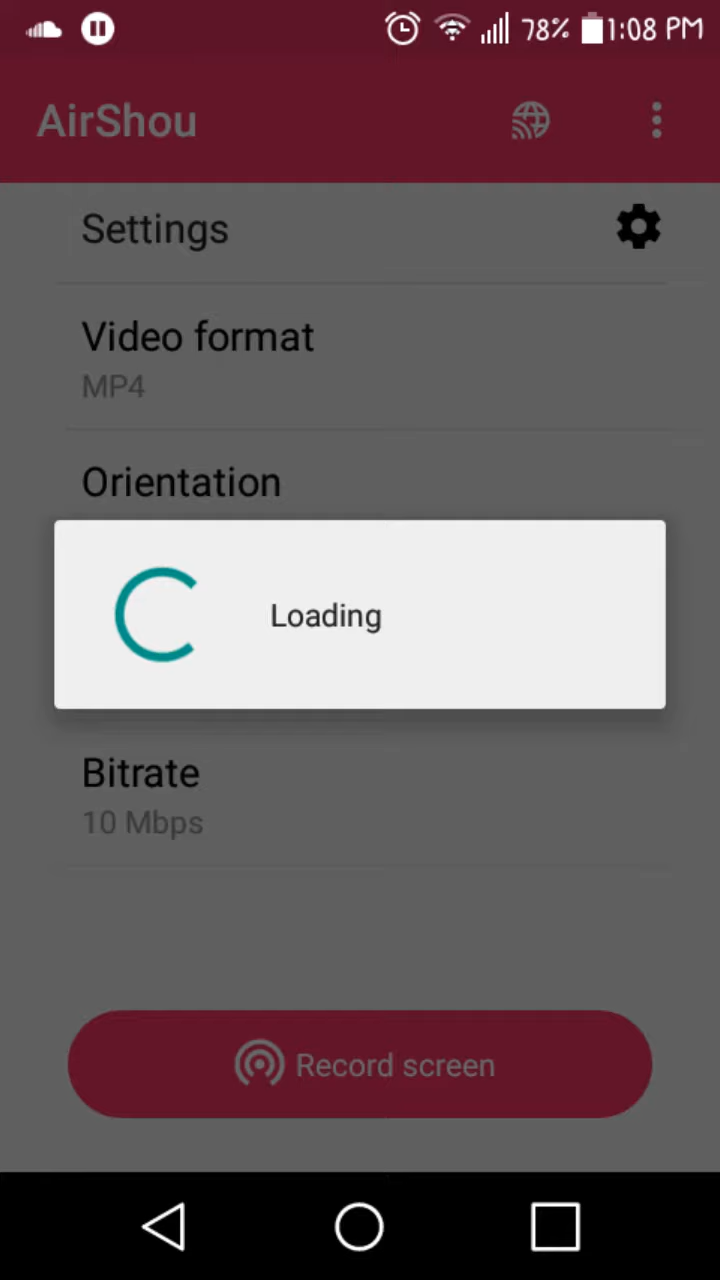 78% 1:08 PM
AirShou
Settings
Video format
MP4
Orientation
Loading
Bitrate
10 Mbps
Record screen